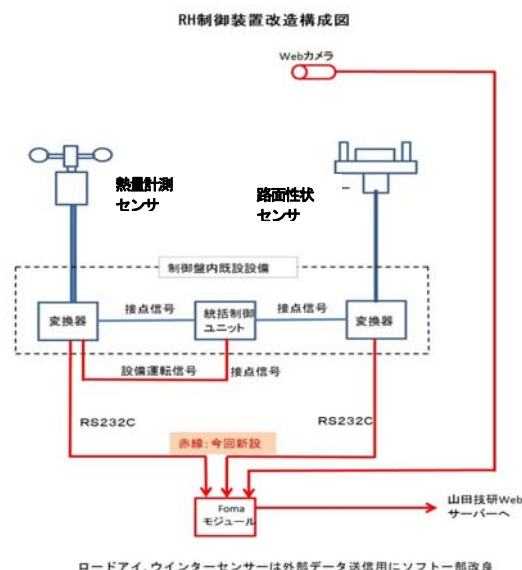 RH制御装置改造構成図
Webカメラ
熱量計測
センサ
路面性状
センサ
制御盤内既設設備
変換器
接点信号
統括制御
ユニット
接点信号
変換器
設備運転信号
接点信号
RS232C
RS232C
赤線:今回新設
Foma
モジュール
山田技研Web
サーバーへ
ロードアイ、ウインターセンサーは外部データ送信用にソフト一部改良